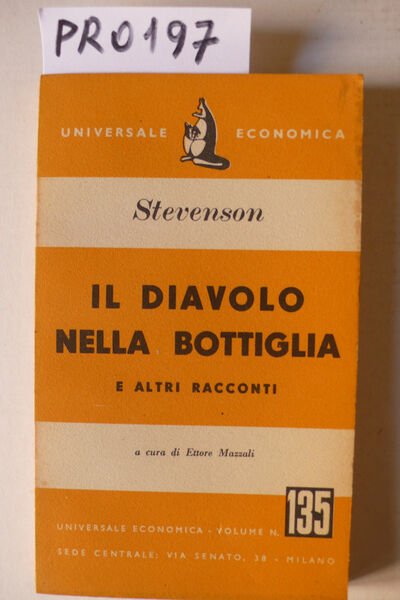 PRO197
UNIVERSALE ECONOMICA
Stevenson
IL DIAVOLO
NELLA BOTTIGLIA
E ALTRI RACCONTI
a cura di Ettore Mazzali
UNIVERSALE ECONOMICA - VOLUME N. 135
SEDE CENTRALE: VIA SENATO, 38 - MILANO